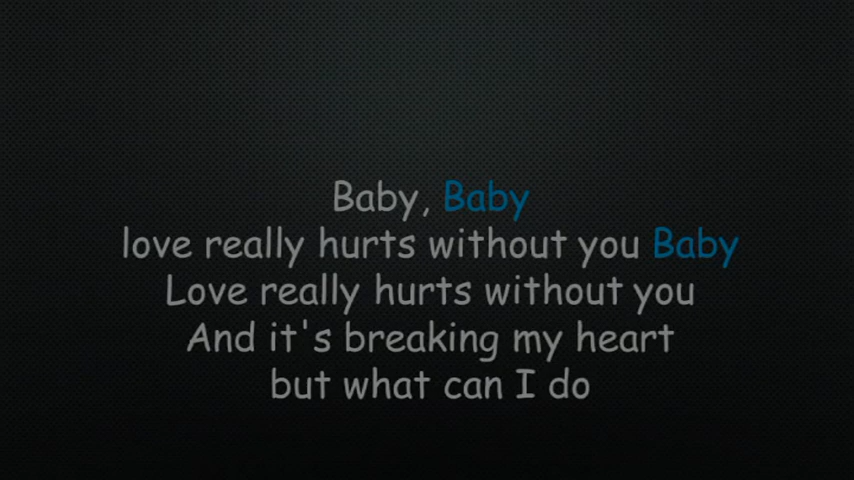 Baby, Baby
love really hurts without you Baby
Love really hurts without you
And it's breaking my heart
but what can I do